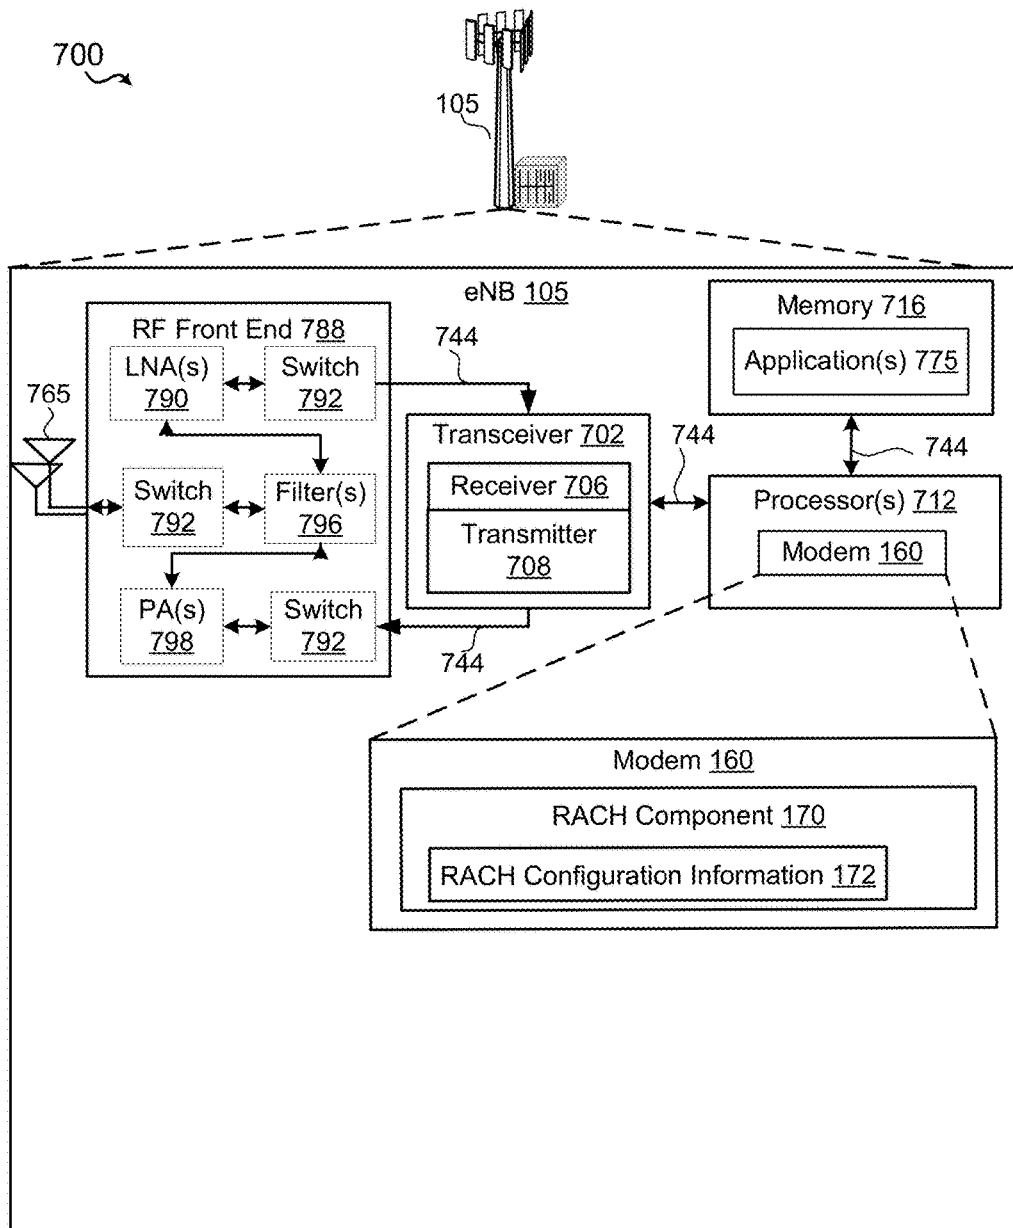 700
105
eNB 105
RF Front End 788
LNA(s)
790
Switch
792
744
765
Switch
792
Filter(s)
796
PA(s)
798
Switch
792
744
Transceiver 702
Receiver 706
Transmitter
708
744
Memory 716
Application(s) 775
744
Processor(s) 712
Modem 160
Modem 160
RACH Component 170
RACH Configuration Information 172